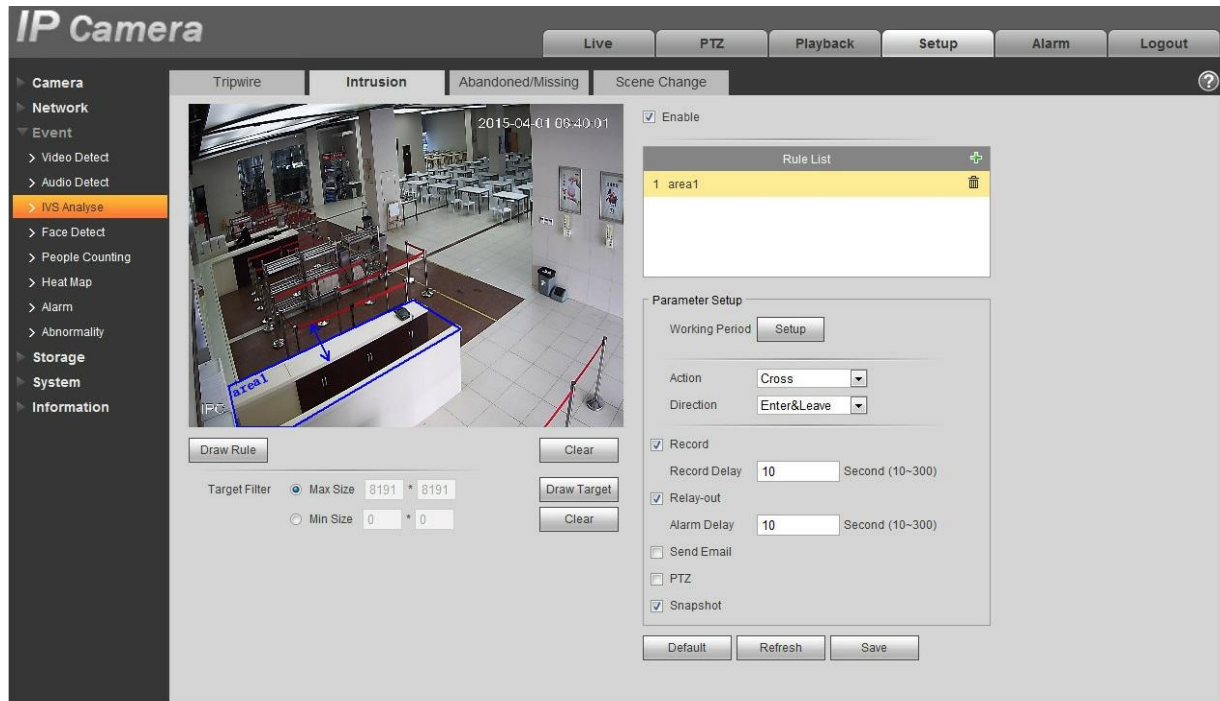 IP Camera
Live PTZ Playback Setup Alarm Logout
Camera
Network
Event
Video Detect
Audio Detect
IVS Analyse
Face Detect
People Counting
Heat Map
Alarm
Abnormality
Storage
System
Information
Tripwire Intrusion Abandoned/Missing Scene Change
?
2015-04-01 06:40:01
area1
IPC
Draw Rule Clear
Target Filter Max Size 8191 * 8191 Draw Target
Min Size 0 * 0 Clear
Enable
Rule List
1 area1
Parameter Setup
Working Period Setup
Action Cross
Direction Enter&Leave
Record
Record Delay 10 Second (10~300)
Relay-out
Alarm Delay 10 Second (10~300)
Send Email
PTZ
Snapshot
Default Refresh Save